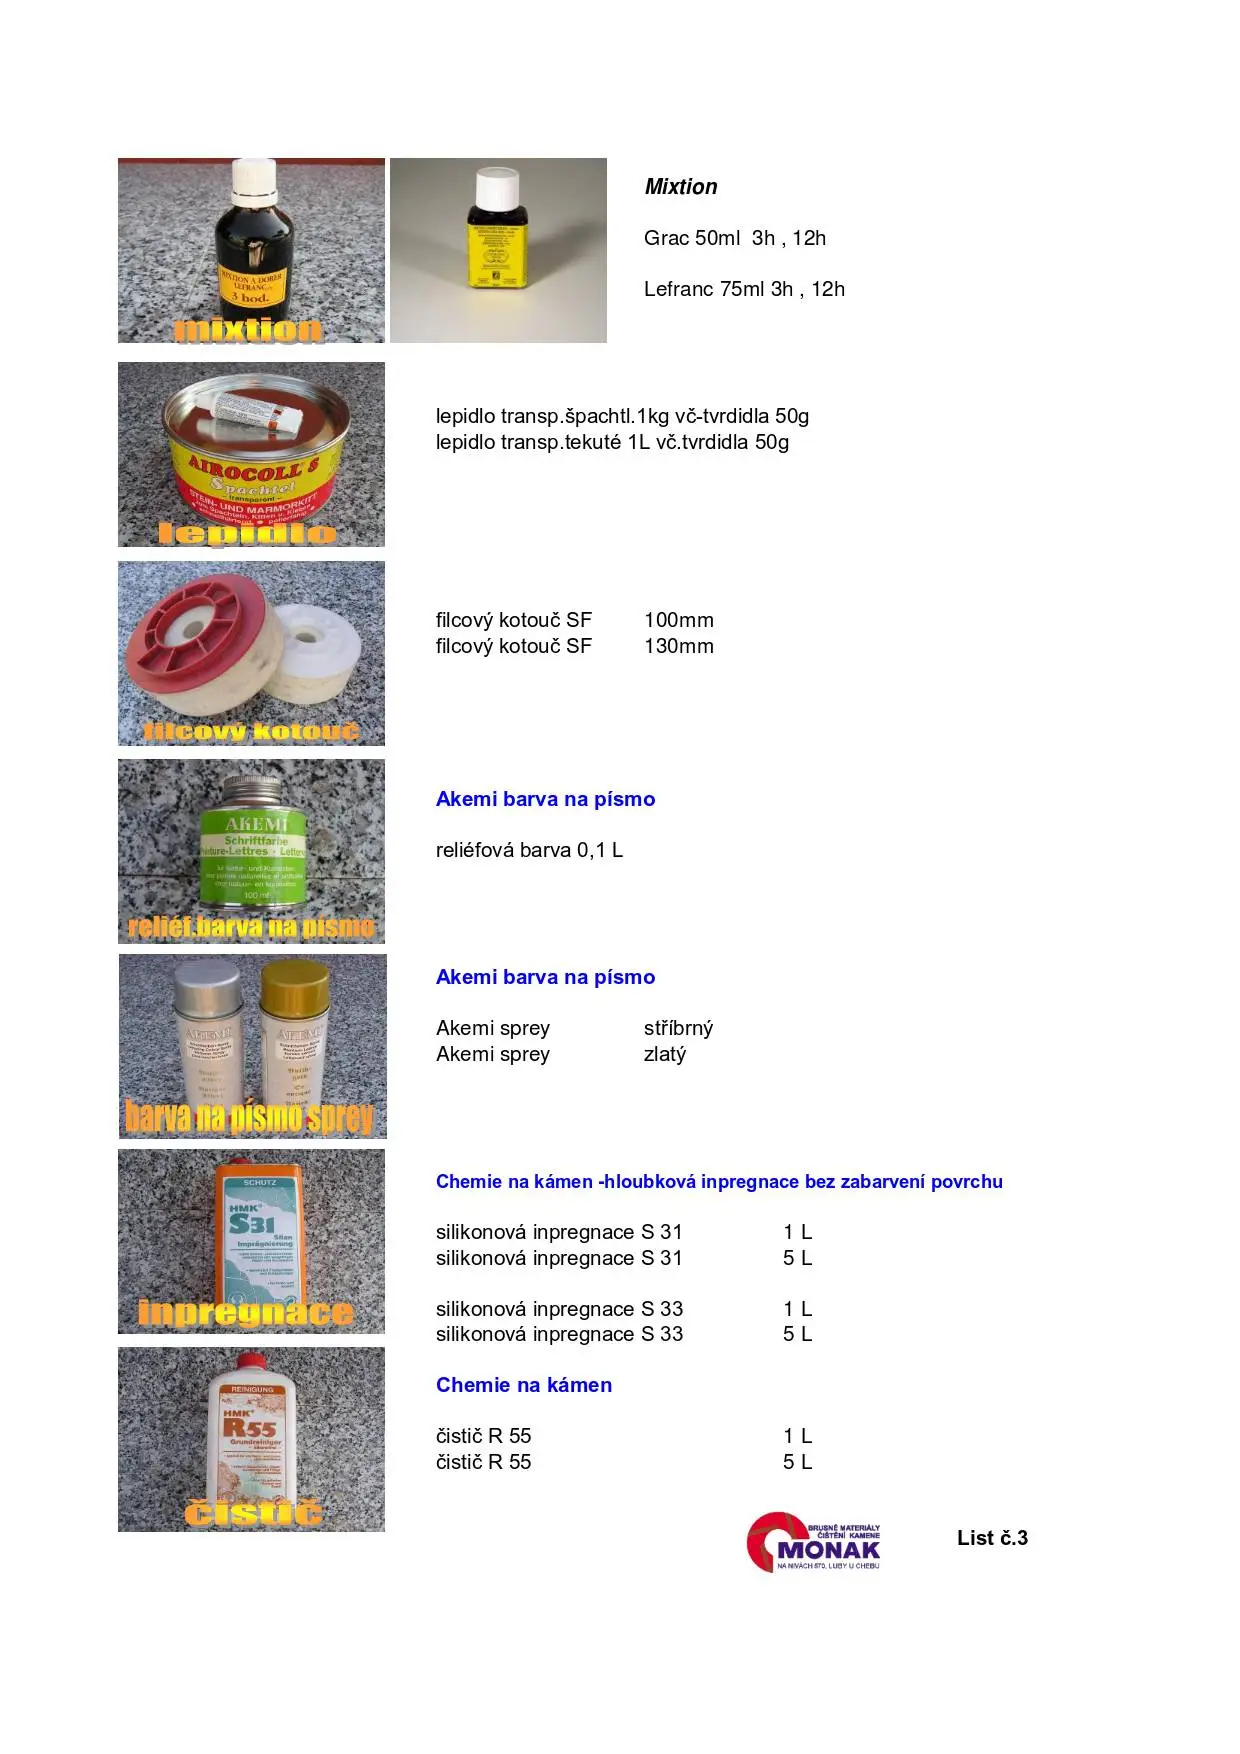 Mixtion
MIXTION A DORER
LEFRANC
3 hod.
mixtion
Grac 50ml  3h , 12h
Lefranc 75ml 3h , 12h
AIROCOLL S
Spachtel
transparent
STEIN- UND MARMORKITT
lepidlo
lepidlo transp.špachtl.1kg vč-tvrdidla 50g
lepidlo transp.tekuté 1L vč.tvrdidla 50g
filcový kotouč
filcový kotouč SF 100mm
filcový kotouč SF 130mm
AKEMI
Schriftfarbe
100 ml
reliéf.barva na písmo
Akemi barva na písmo
reliéfová barva 0,1 L
AKEMI
AKEMI
barva na písmo sprey
Akemi barva na písmo
Akemi sprey stříbrný
Akemi sprey zlatý
SCHUTZ
HMK
S31
Silan
Imprägnierung
inpregnace
Chemie na kámen -hloubková inpregnace bez zabarvení povrchu
silikonová inpregnace S 31 1 L
silikonová inpregnace S 31 5 L
silikonová inpregnace S 33 1 L
silikonová inpregnace S 33 5 L
REINIGUNG
HMK
R55
Grundreiniger
čistič
Chemie na kámen
čistič R 55 1 L
čistič R 55 5 L
BRUSNÉ MATERIÁLY
ČIŠTĚNÍ KAMENE
MONAK
NA NIVÁCH 570, LUBY U CHEBU
List č.3